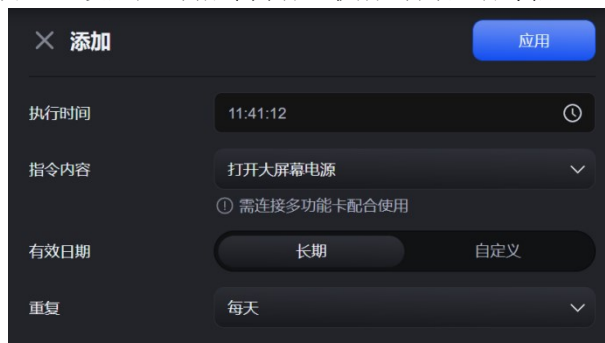 添加
应用
执行时间 11:41:12
指令内容 打开大屏幕电源
需连接多功能卡配合使用
有效日期 长期 自定义
重复 每天